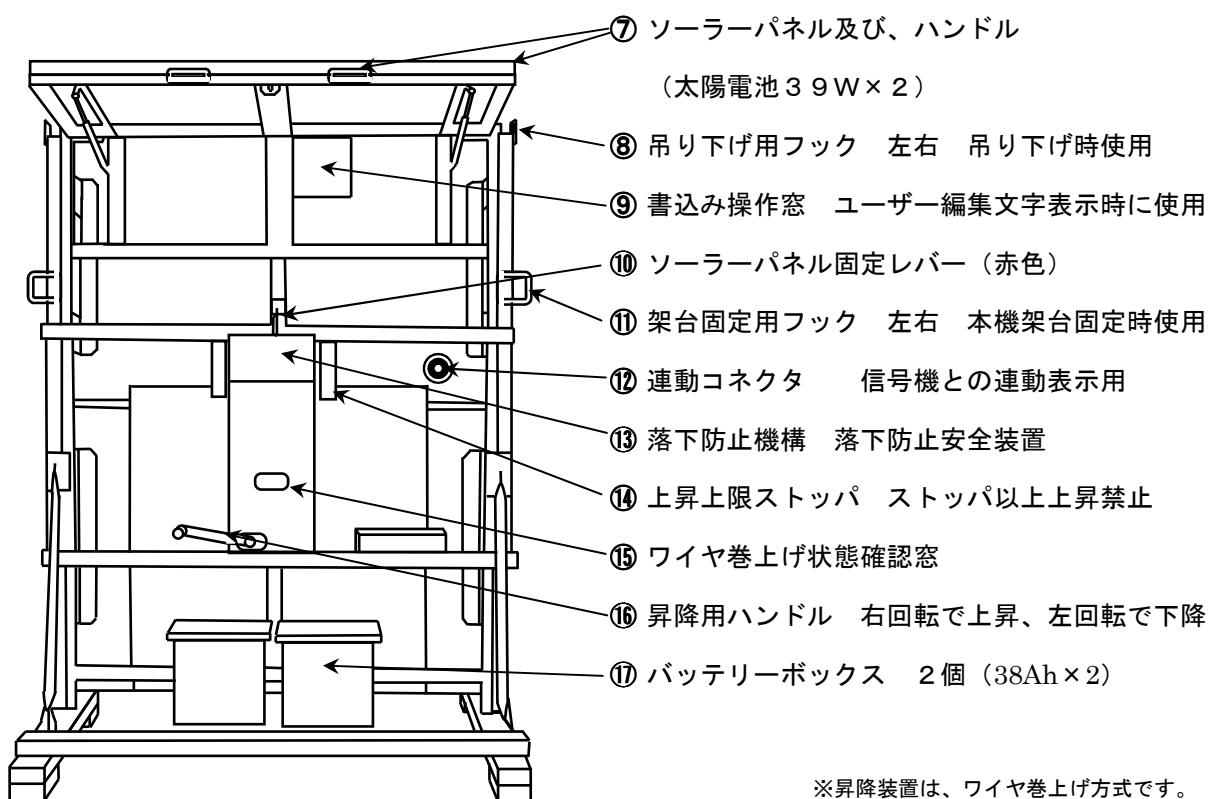 ⑦ ソーラーパネル及び、ハンドル
（太陽電池３９Ｗ×２）
⑧ 吊り下げ用フック　左右　吊り下げ時使用
⑨ 書込み操作窓　ユーザー編集文字表示時に使用
⑩ ソーラーパネル固定レバー（赤色）
⑪ 架台固定用フック　左右　本機架台固定時使用
⑫ 連動コネクタ　　信号機との連動表示用
⑬ 落下防止機構　落下防止安全装置
⑭ 上昇上限ストッパ　ストッパ以上上昇禁止
⑮ ワイヤ巻上げ状態確認窓
⑯ 昇降用ハンドル　右回転で上昇、左回転で下降
⑰ バッテリーボックス　２個（38Ah×2）
※昇降装置は、ワイヤ巻上げ方式です。